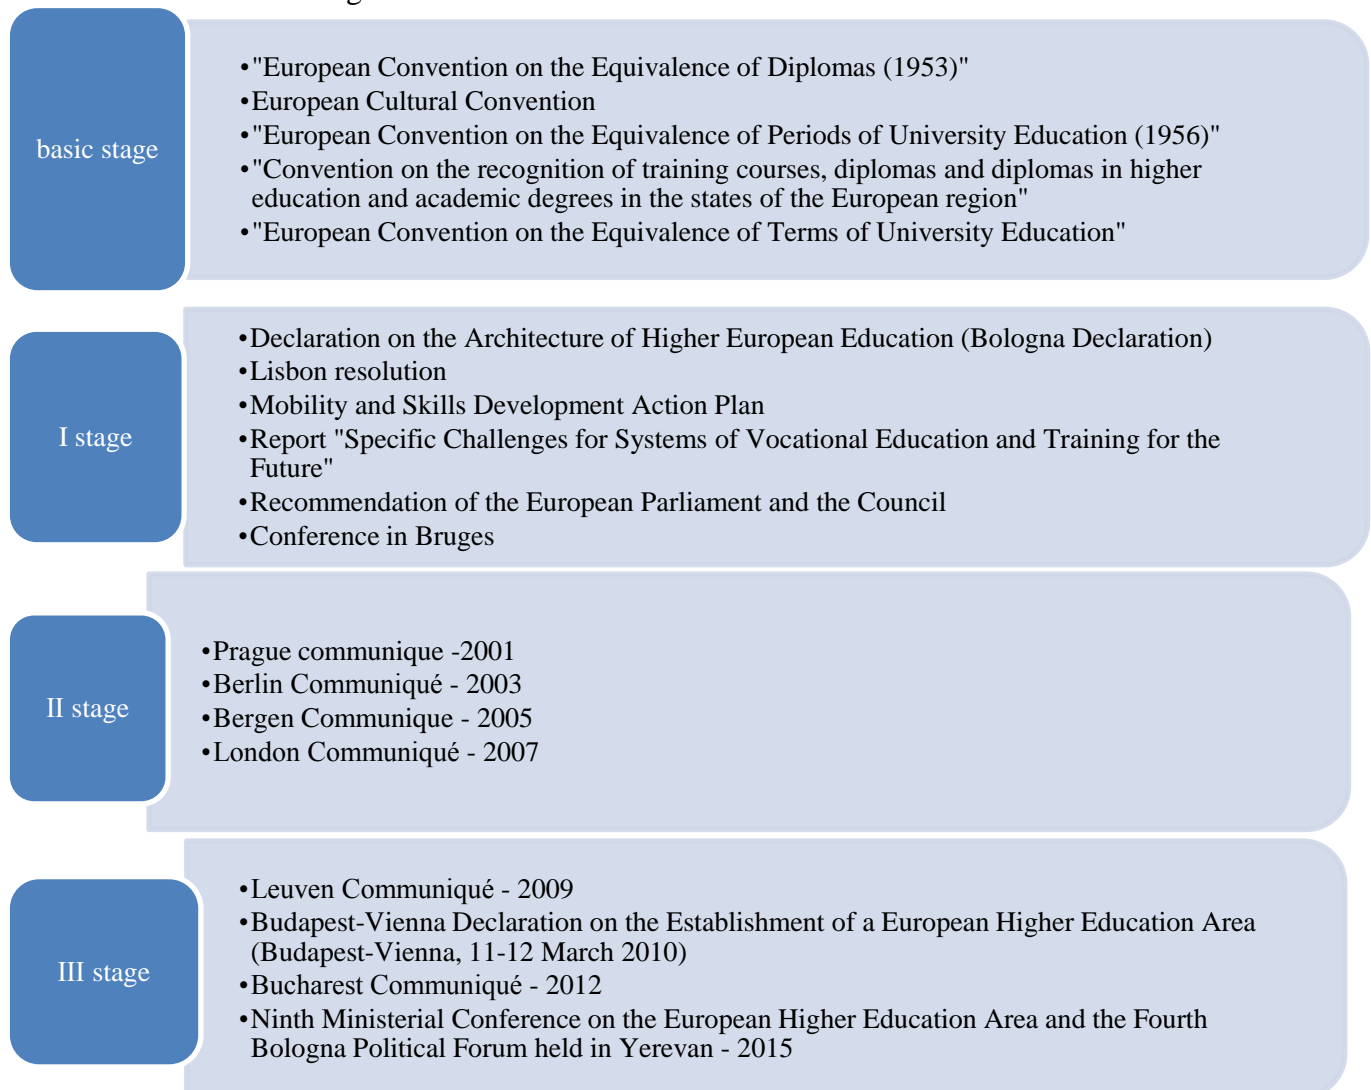 basic stage
•"European Convention on the Equivalence of Diplomas (1953)"
•European Cultural Convention
•"European Convention on the Equivalence of Periods of University Education (1956)"
•"Convention on the recognition of training courses, diplomas and diplomas in higher
education and academic degrees in the states of the European region"
•"European Convention on the Equivalence of Terms of University Education"
I stage
•Declaration on the Architecture of Higher European Education (Bologna Declaration)
•Lisbon resolution
•Mobility and Skills Development Action Plan
•Report "Specific Challenges for Systems of Vocational Education and Training for the
Future"
•Recommendation of the European Parliament and the Council
•Conference in Bruges
II stage
•Prague communique -2001
•Berlin Communiqué - 2003
•Bergen Communique - 2005
•London Communiqué - 2007
III stage
•Leuven Communiqué - 2009
•Budapest-Vienna Declaration on the Establishment of a European Higher Education Area
(Budapest-Vienna, 11-12 March 2010)
•Bucharest Communiqué - 2012
•Ninth Ministerial Conference on the European Higher Education Area and the Fourth
Bologna Political Forum held in Yerevan - 2015